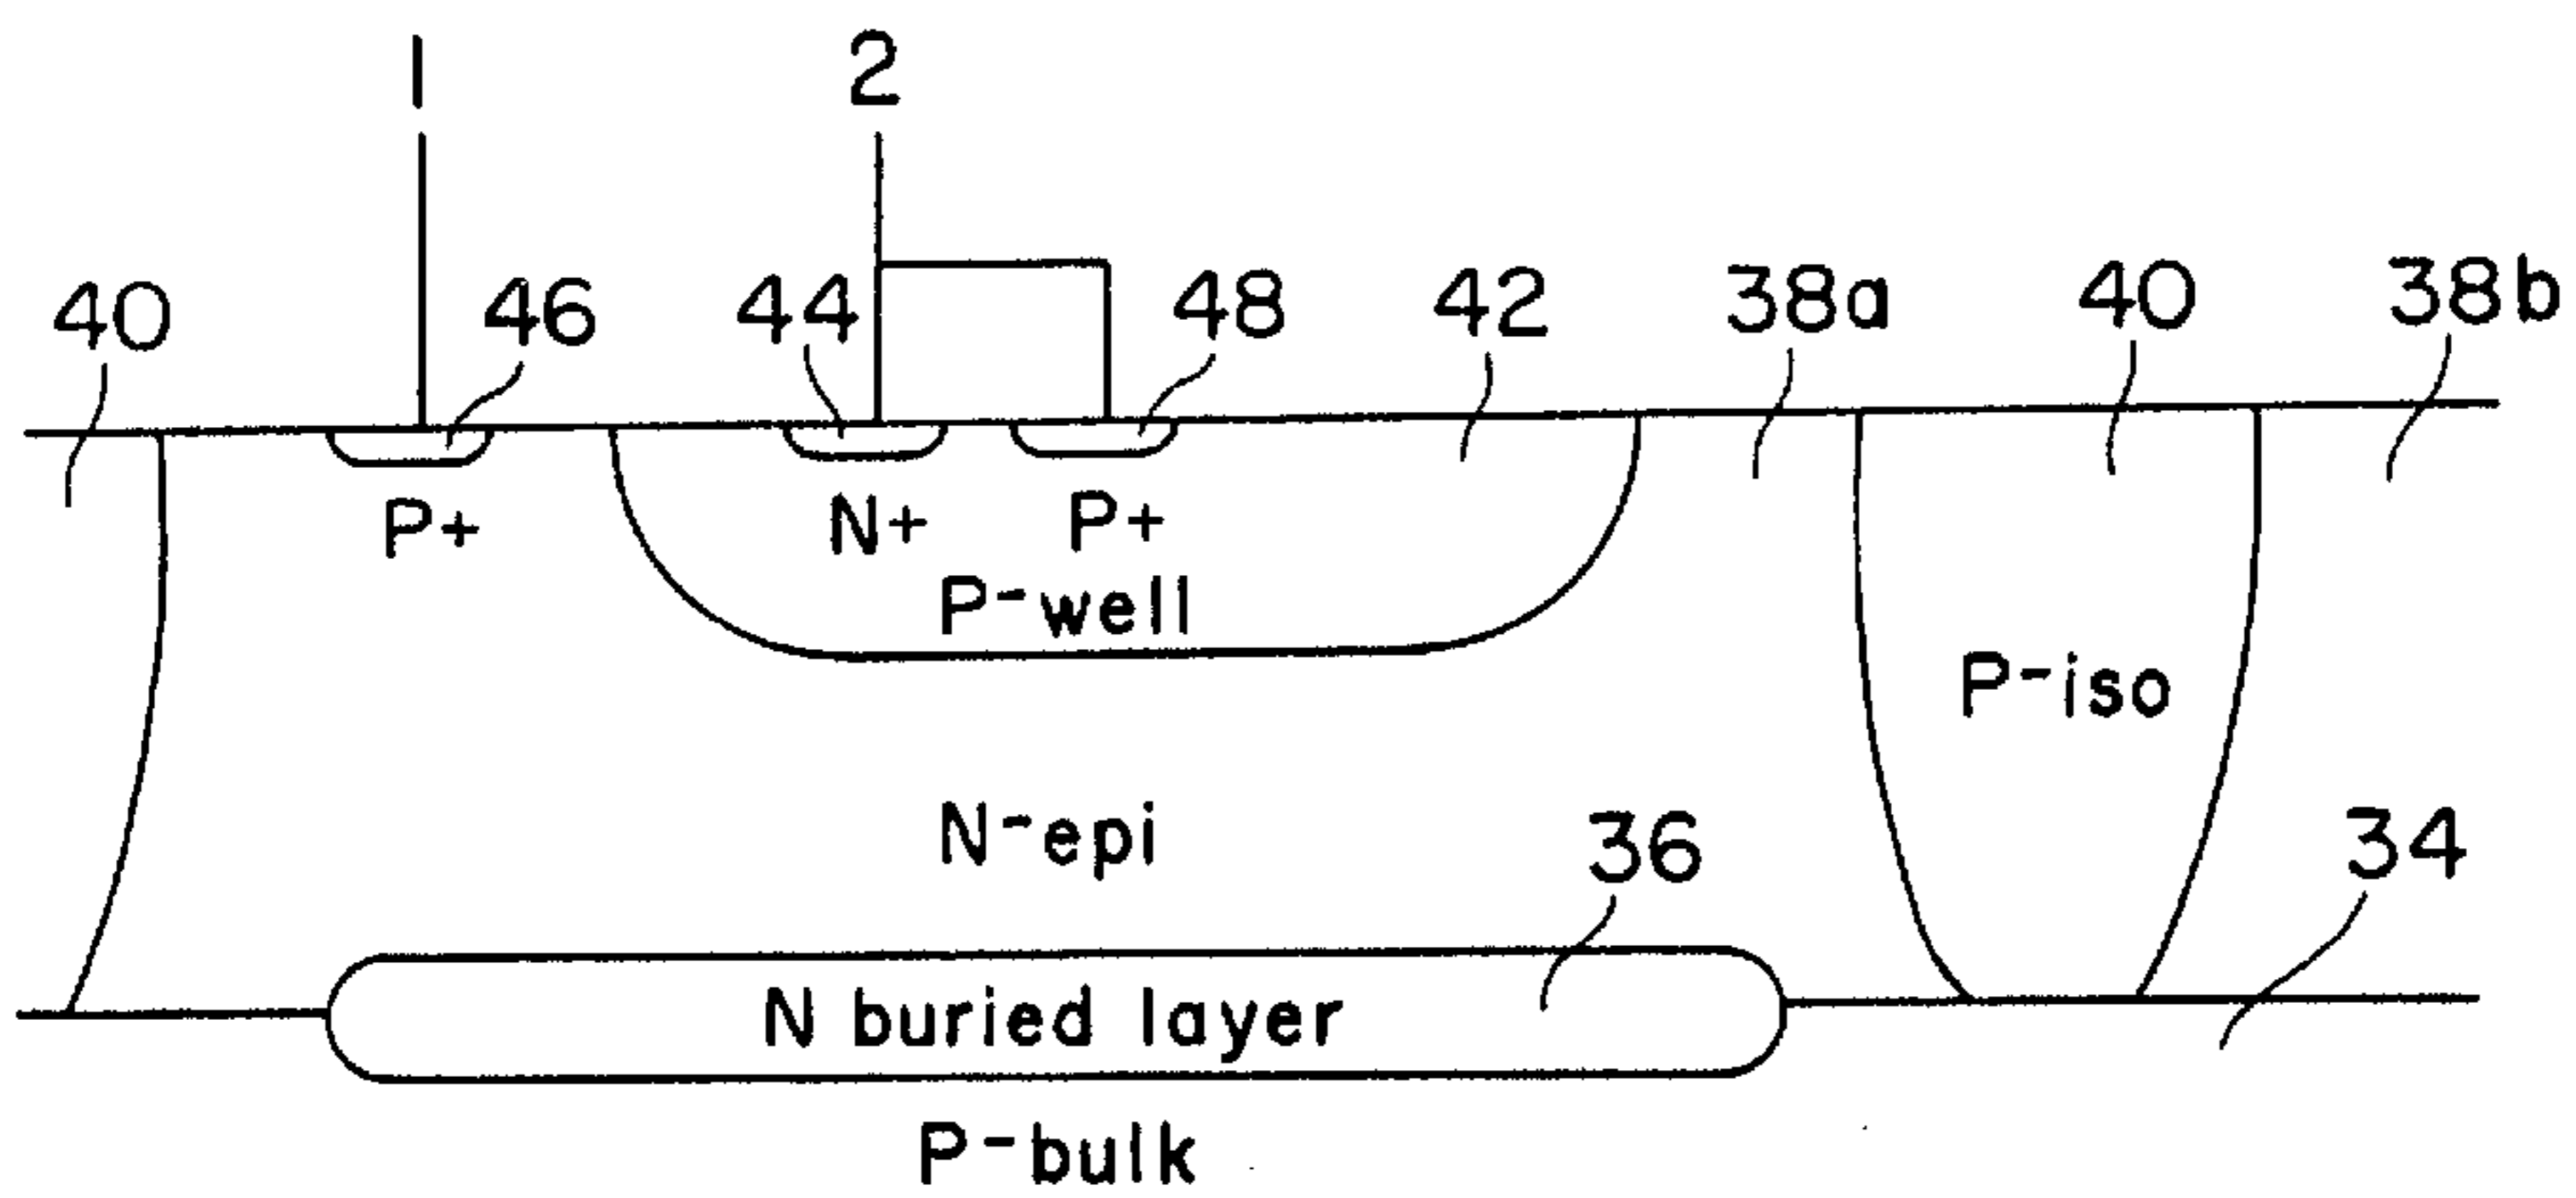 1 2
40 46 44 48 42 38a 40 38b
P+ N+ P+
P-well
P-iso
N-epi 36 34
N buried layer
P-bulk